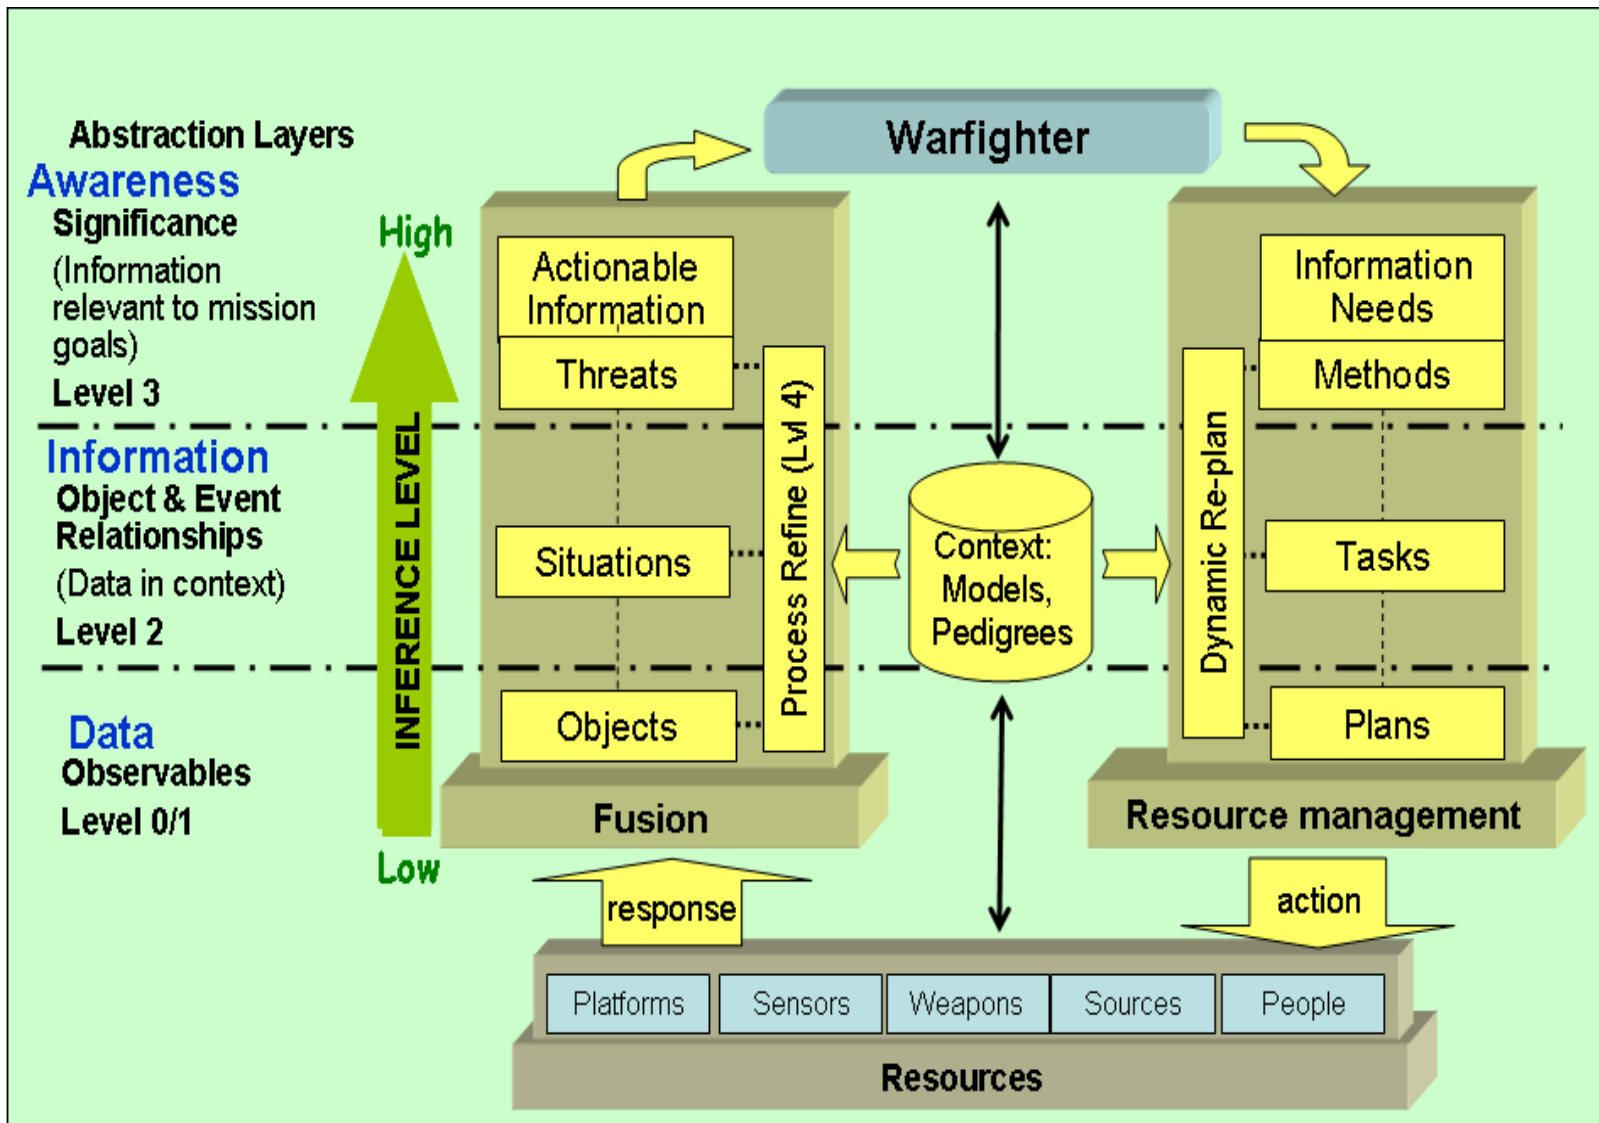 Abstraction Layers
Awareness
Significance
(Information
relevant to mission
goals)
Level 3
Information
Object & Event
Relationships
(Data in context)
Level 2
Data
Observables
Level 0/1
High
INFERENCE LEVEL
Low
Warfighter
Actionable
Information
Threats
Situations
Objects
Process Refine (Lvl 4)
Fusion
Context:
Models,
Pedigrees
Information
Needs
Methods
Tasks
Plans
Dynamic Re-plan
Resource management
response
action
Platforms
Sensors
Weapons
Sources
People
Resources